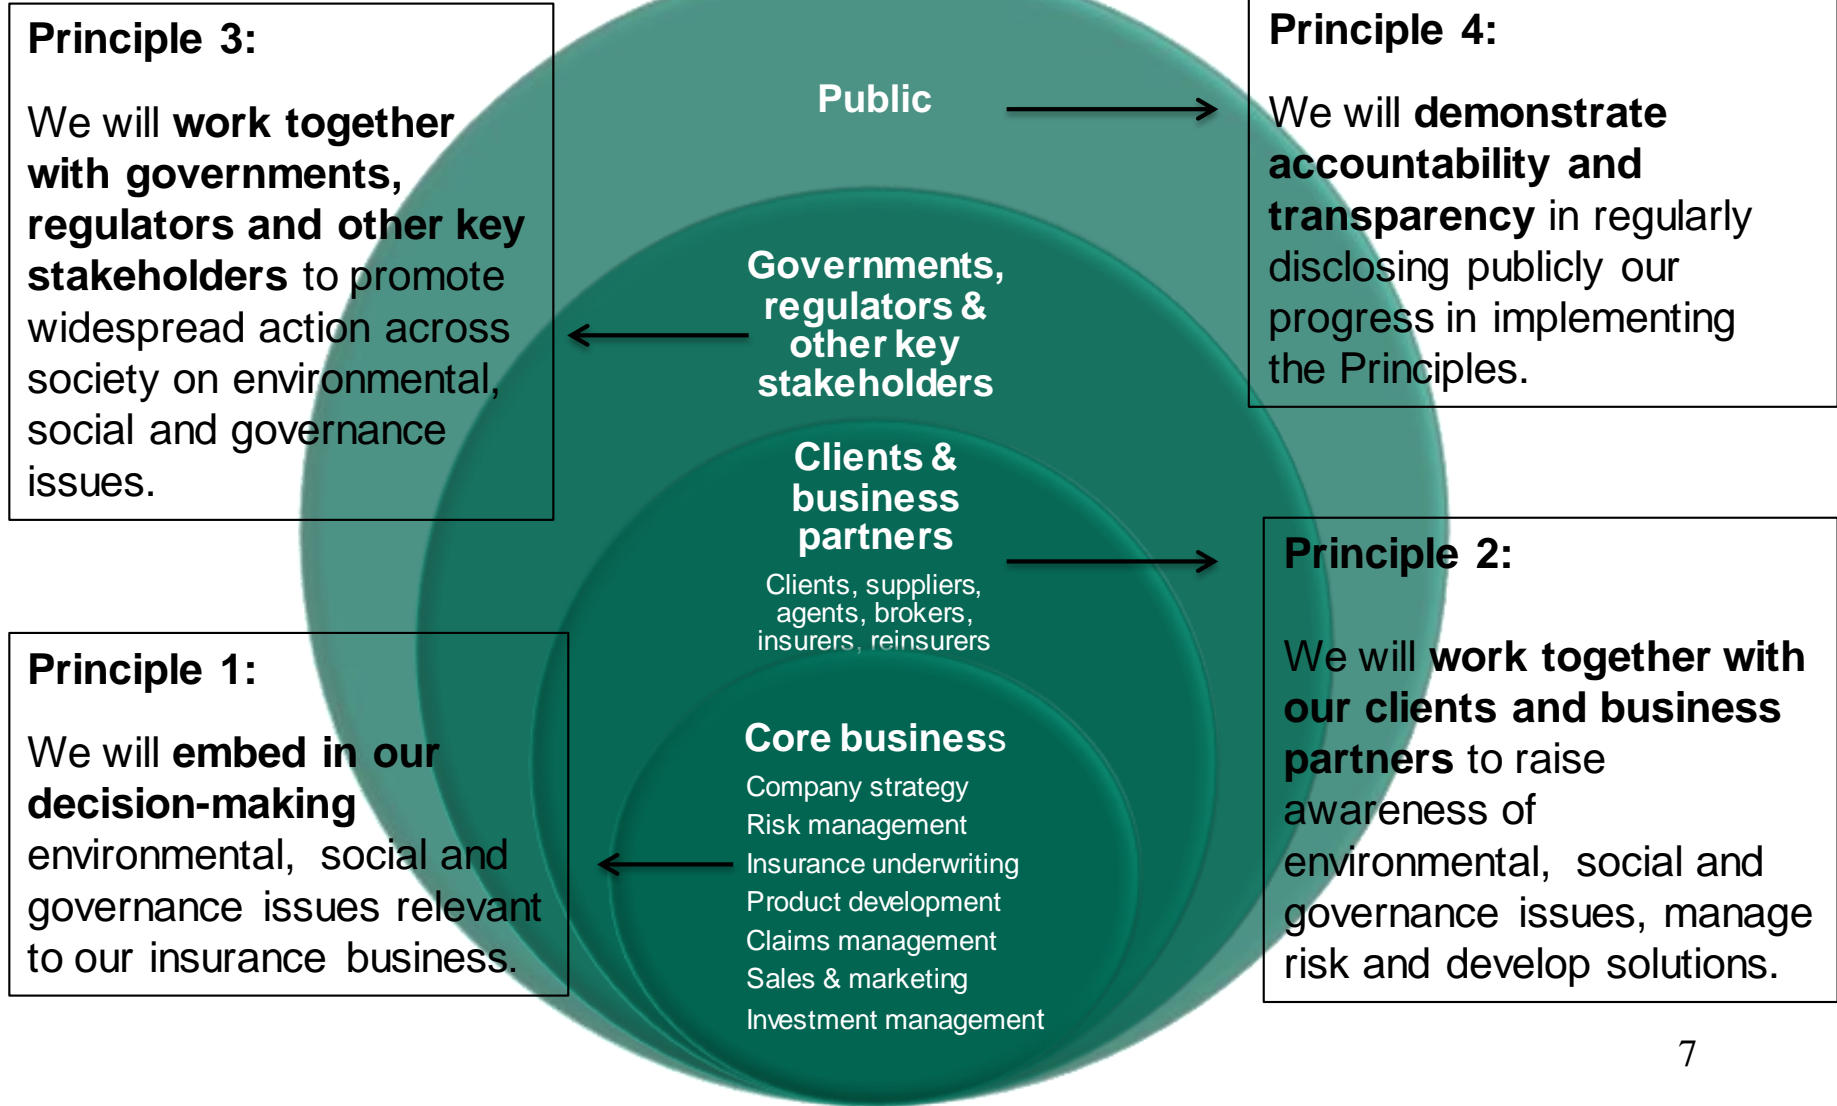 Principle 3:
We will work together
with governments,
regulators and other key
stakeholders to promote
widespread action across
society on environmental,
social and governance
issues.
Public
Principle 4:
We will demonstrate
accountability and
transparency in regularly
disclosing publicly our
progress in implementing
the Principles.
Governments,
regulators &
other key
stakeholders
Clients &
business
partners
Clients, suppliers,
agents, brokers,
insurers, reinsurers
Principle 2:
We will work together with
our clients and business
partners to raise
awareness of
environmental, social and
governance issues, manage
risk and develop solutions.
Principle 1:
We will embed in our
decision-making
environmental, social and
governance issues relevant
to our insurance business.
Core business
Company strategy
Risk management
Insurance underwriting
Product development
Claims management
Sales & marketing
Investment management
7